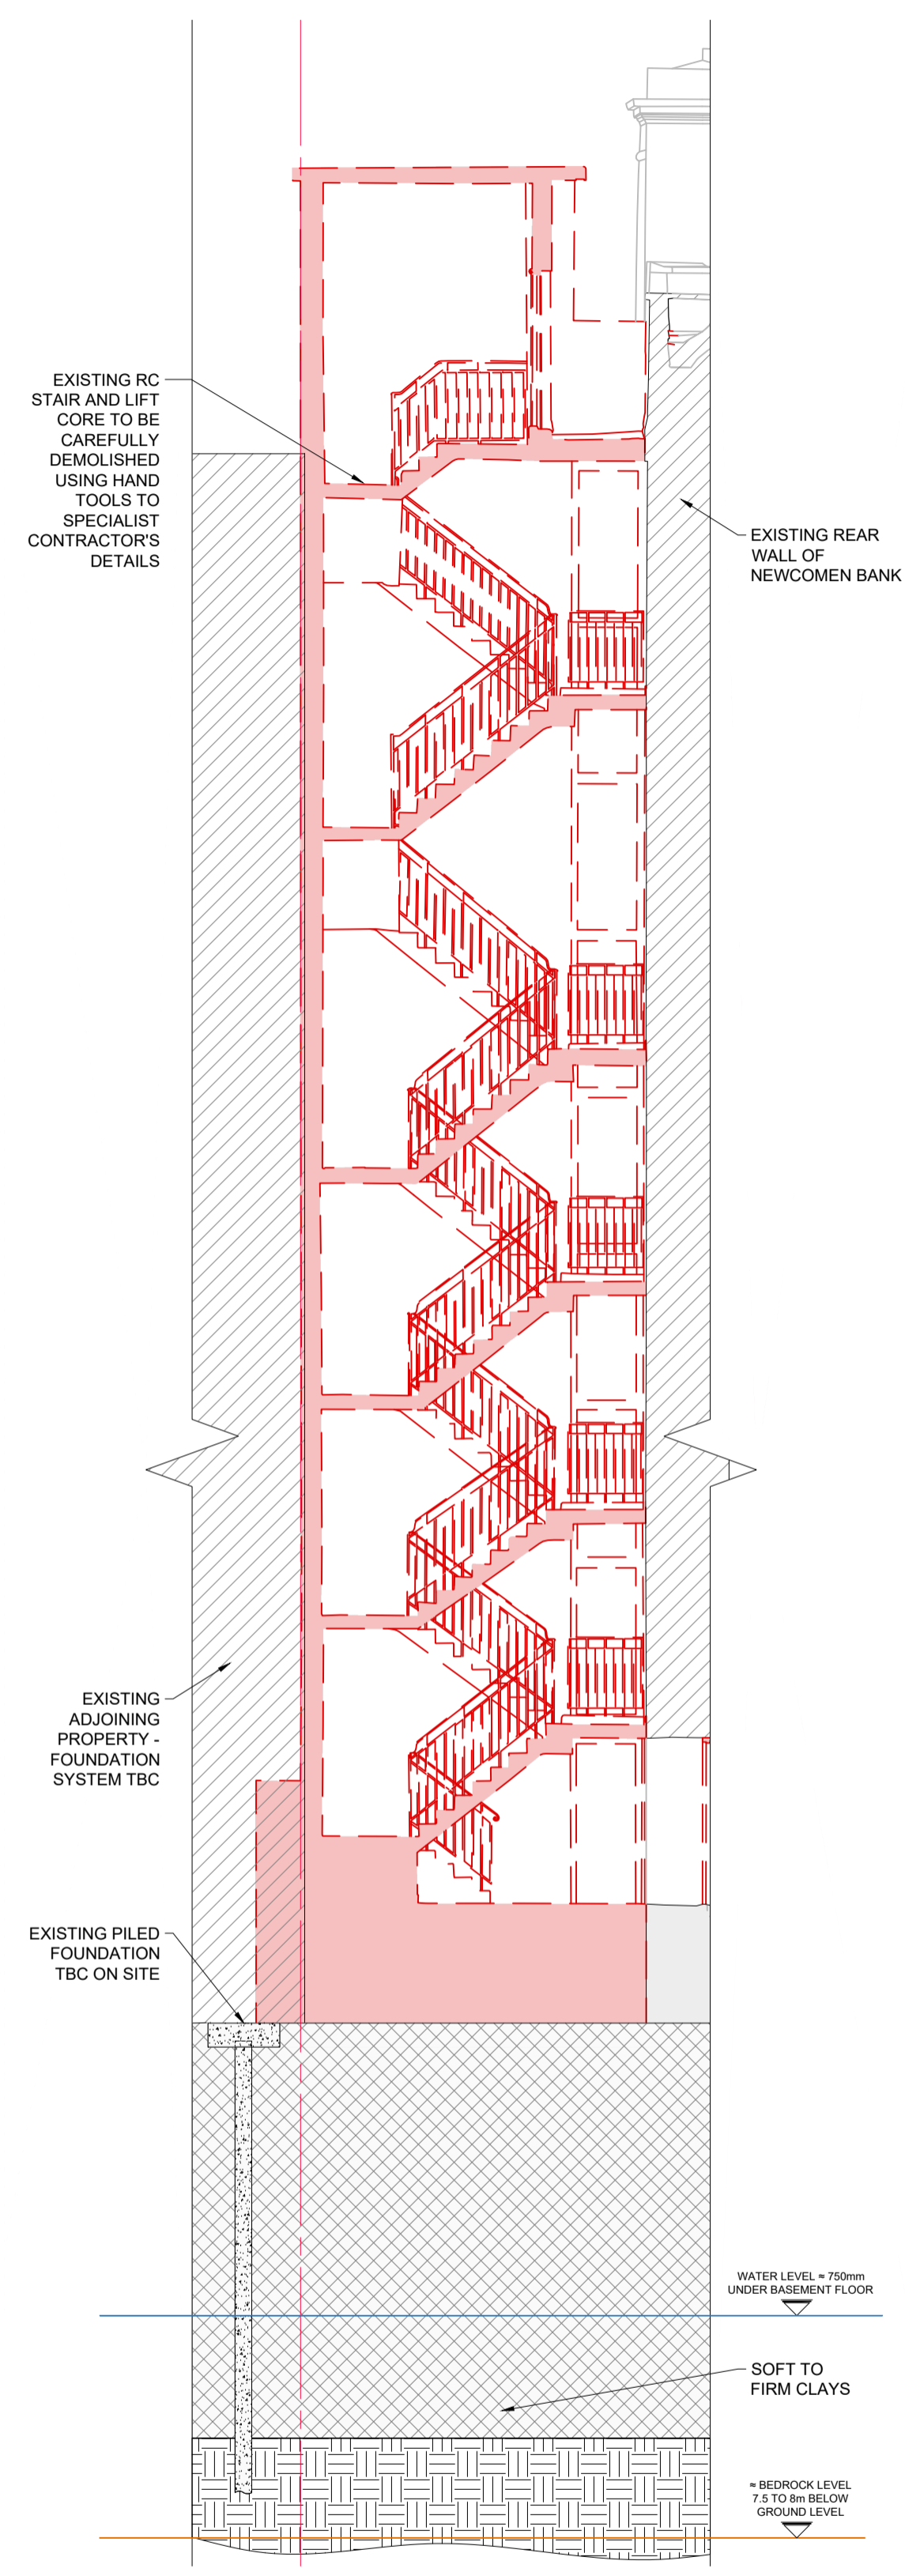 EXISTING RC
STAIR AND LIFT
CORE TO BE
CAREFULLY
DEMOLISHED
USING HAND
TOOLS TO
SPECIALIST
CONTRACTOR'S
DETAILS
EXISTING REAR
WALL OF
NEWCOMEN BANK
EXISTING
ADJOINING
PROPERTY -
FOUNDATION
SYSTEM TBC
EXISTING PILED
FOUNDATION
TBC ON SITE
WATER LEVEL ≈ 750mm
UNDER BASEMENT FLOOR
SOFT TO
FIRM CLAYS
≈ BEDROCK LEVEL
7.5 TO 8m BELOW
GROUND LEVEL